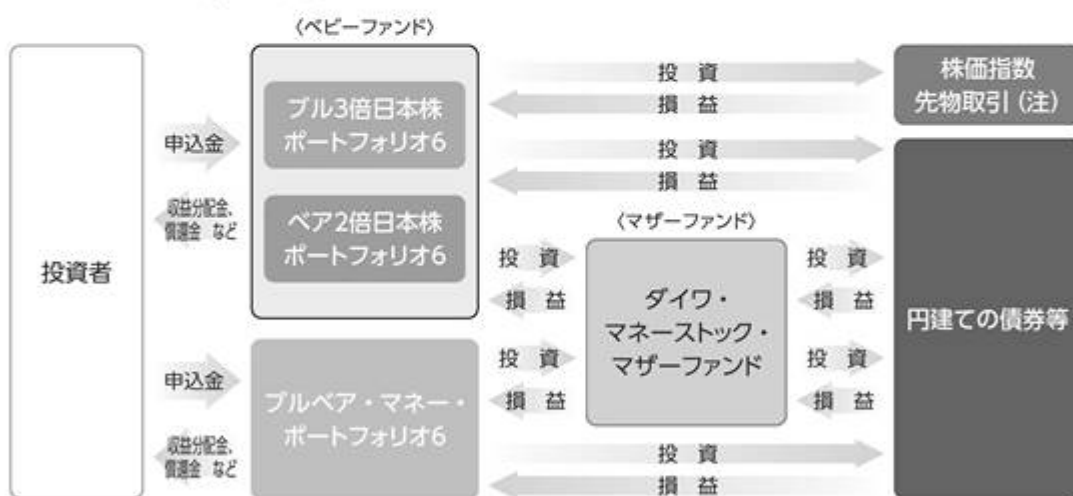 〈ベビーファンド〉
投資者
申込金
収益分配金、
償還金 など
ブル3倍日本株
ポートフォリオ6
ベア2倍日本株
ポートフォリオ6
投 資
損 益
株価指数
先物取引（注）
投 資
損 益
〈マザーファンド〉
投 資
損 益
ダイワ・
マネーストック・
マザーファンド
投 資
損 益
円建ての債券等
申込金
収益分配金、
償還金 など
ブルベア・マネー・
ポートフォリオ6
投 資
損 益
投 資
損 益
投 資
損 益